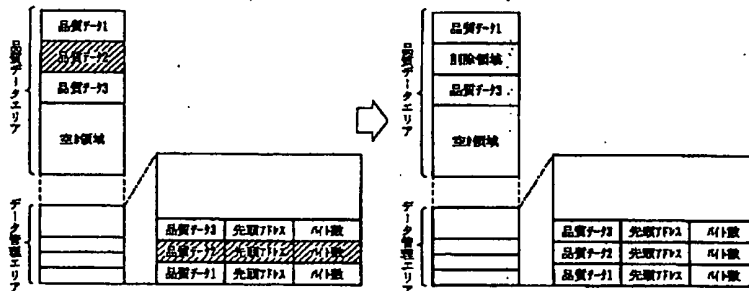 品質データ1
品質データ2
品質データ3
空き領域
品質データエリア
データ管理エリア
品質データ3 先頭アドレス バイト数
品質データ2 先頭アドレス バイト数
品質データ1 先頭アドレス バイト数
品質データ1
削除領域
品質データ3
空き領域
品質データエリア
データ管理エリア
品質データ3 先頭アドレス バイト数
品質データ2 先頭アドレス バイト数
品質データ1 先頭アドレス バイト数